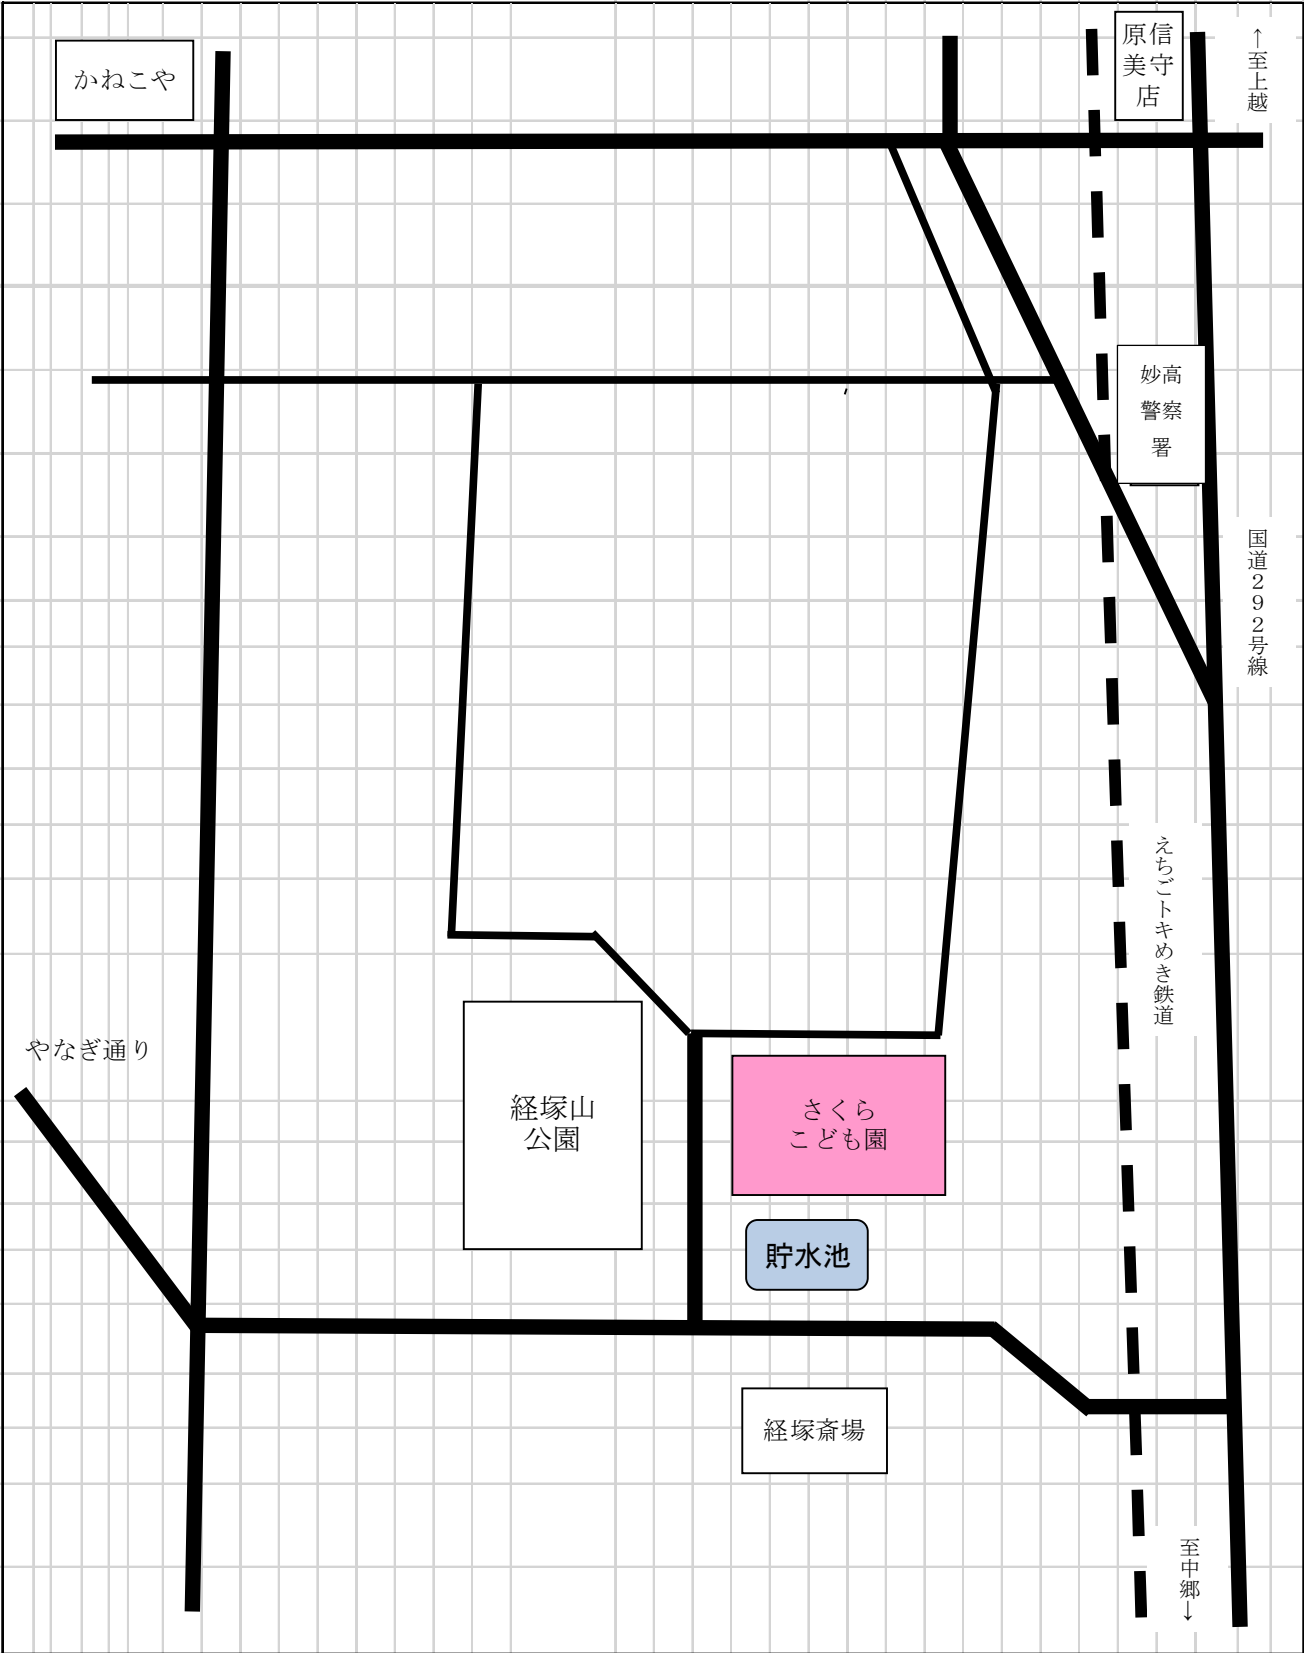 かねこや
原信
美守
店
←至上越
妙高
警察
署
国道292号線
えちごトキめき鉄道
やなぎ通り
経塚山
公園
さくら
こども園
貯水池
経塚斎場
至中郷→